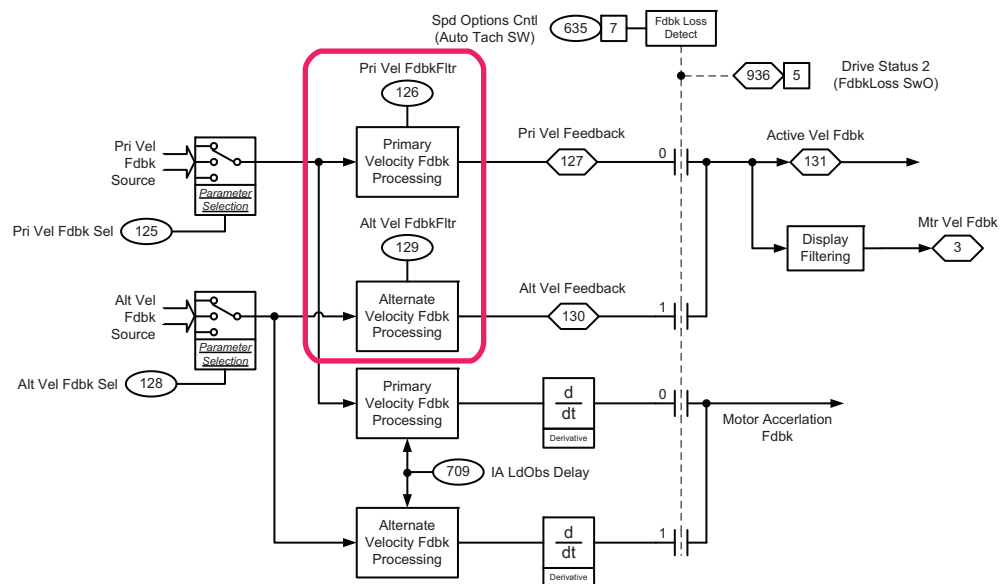 Spd Options Cntl
(Auto Tach SW)
635
7
Fdbk Loss
Detect
936
5
Drive Status 2
(FdbkLoss SwO)
Pri Vel FdbkFltr
126
Pri Vel
Fdbk
Source
Parameter
Selection
Pri Vel Fdbk Sel
125
Primary
Velocity Fdbk
Processing
Pri Vel Feedback
127
0
Active Vel Fdbk
131
Alt Vel FdbkFltr
129
Display
Filtering
Mtr Vel Fdbk
3
Alt Vel
Fdbk
Source
Parameter
Selection
Alt Vel Fdbk Sel
128
Alternate
Velocity Fdbk
Processing
Alt Vel Feedback
130
1
Primary
Velocity Fdbk
Processing
d
dt
Derivative
0
Motor Accerlation
Fdbk
709
IA LdObs Delay
Alternate
Velocity Fdbk
Processing
d
dt
Derivative
1